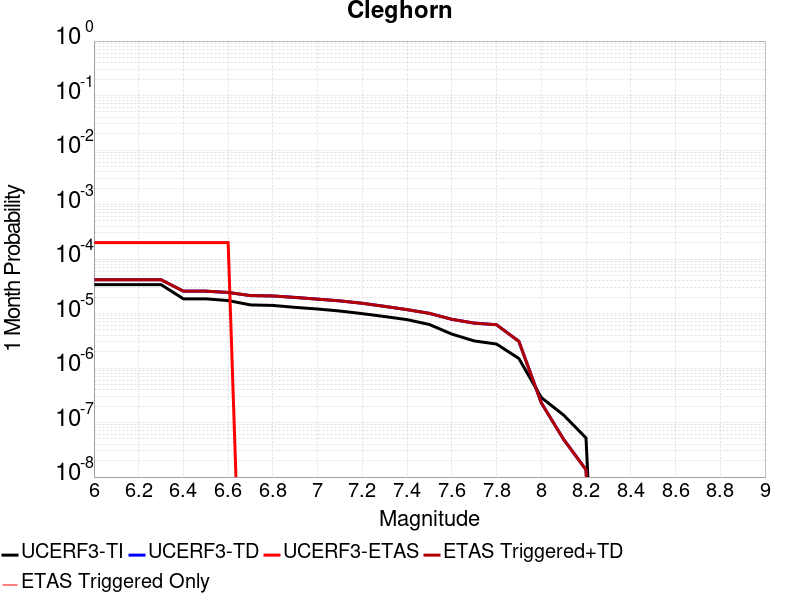 Cleghorn
1 Month Probability
10^0
10^-1
10^-2
10^-3
10^-4
10^-5
10^-6
10^-7
10^-8
6 6.2 6.4 6.6 6.8 7 7.2 7.4 7.6 7.8 8 8.2 8.4 8.6 8.8 9
Magnitude
UCERF3-TI UCERF3-TD UCERF3-ETAS ETAS Triggered+TD
ETAS Triggered Only